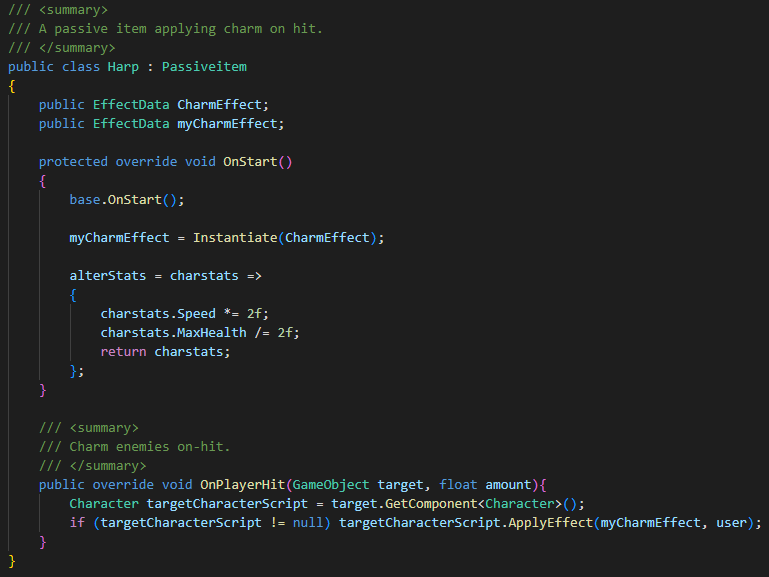 /// <summary>
/// A passive item applying charm on hit.
/// </summary>
public class Harp : Passiveitem
{
    public EffectData CharmEffect;
    public EffectData myCharmEffect;

    protected override void OnStart()
    {
        base.OnStart();

        myCharmEffect = Instantiate(CharmEffect);

        alterStats = charstats =>
        {
            charstats.Speed *= 2f;
            charstats.MaxHealth /= 2f;
            return charstats;
        };
    }

    /// <summary>
    /// Charm enemies on-hit.
    /// </summary>
    public override void OnPlayerHit(GameObject target, float amount){
        Character targetCharacterScript = target.GetComponent<Character>();
        if (targetCharacterScript != null) targetCharacterScript.ApplyEffect(myCharmEffect, user);
    }
}